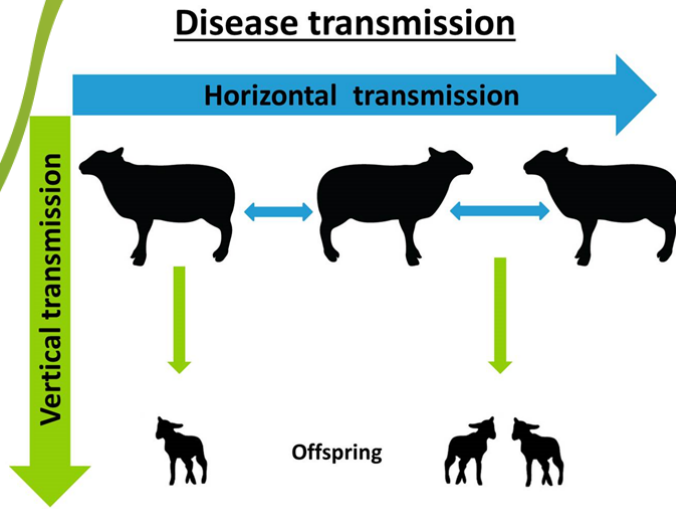 Disease transmission
Horizontal transmission
Vertical transmission
Offspring